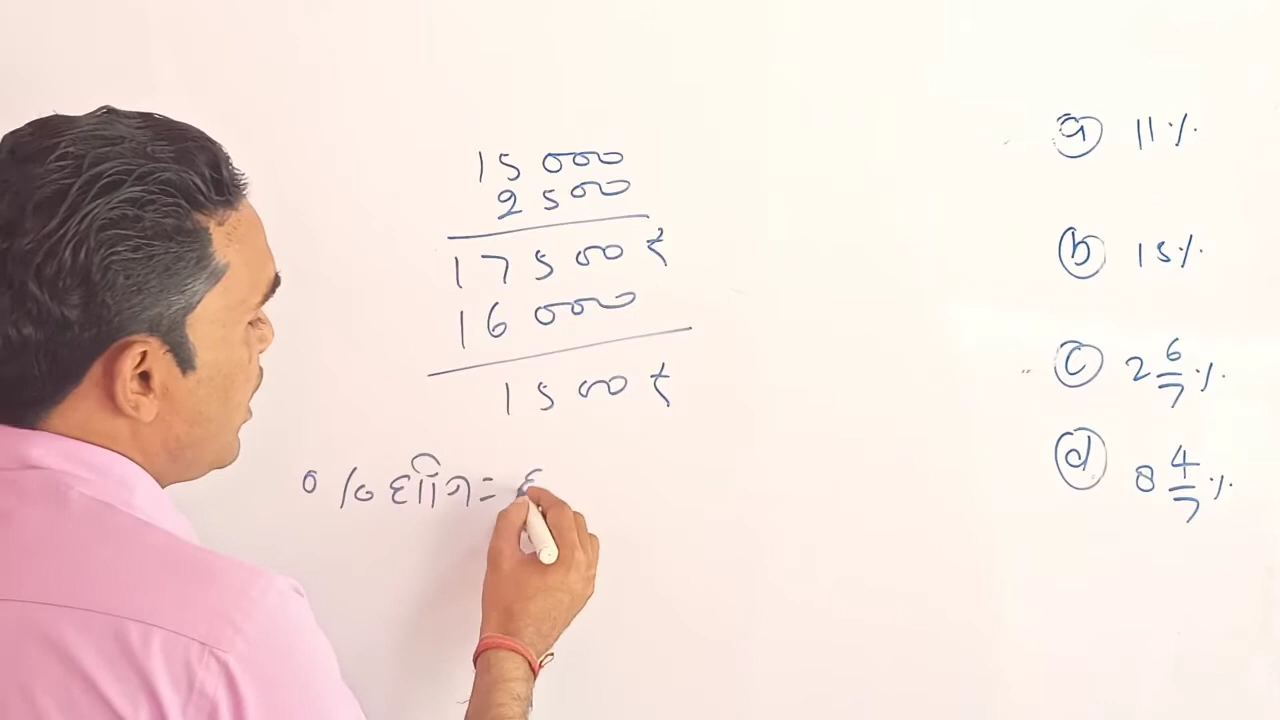 15000
2500
17500₹
16000
1500₹
% હાનિ =
ⓐ 11%
ⓑ 15%
ⓒ 2 6/7 %
ⓓ 8 4/7 %